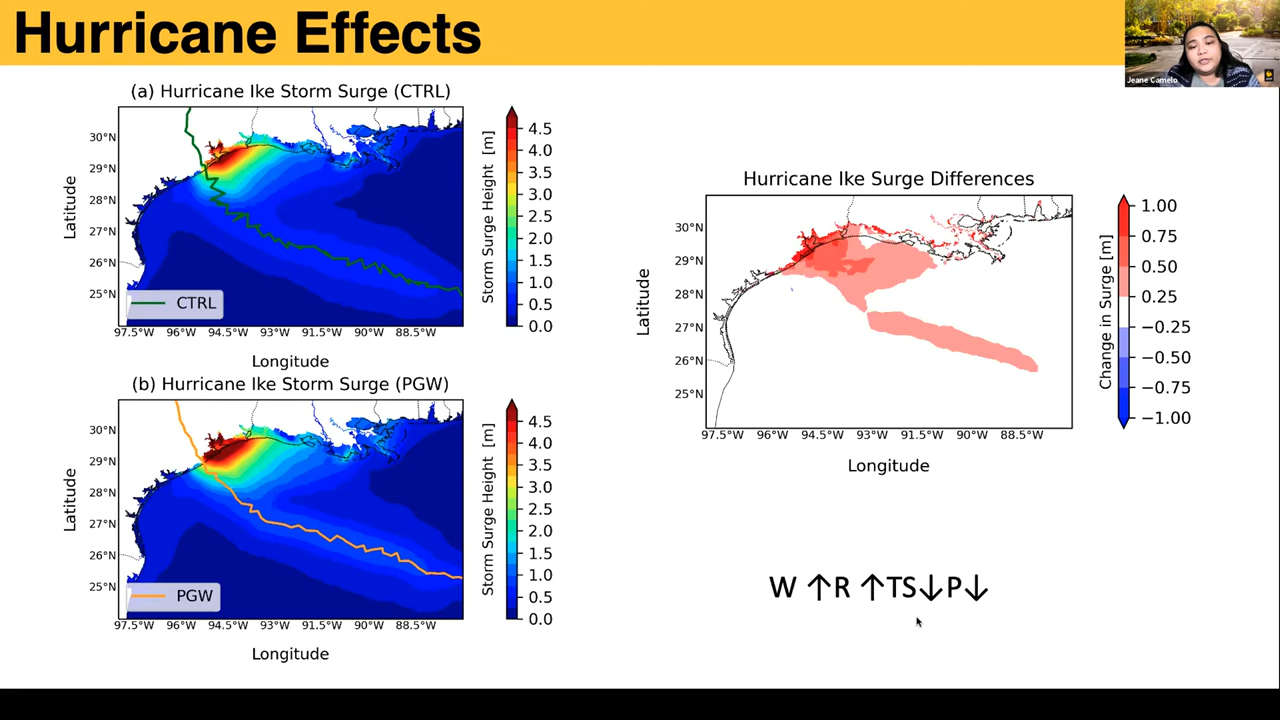 Hurricane Effects
Jeane Camelo
(a) Hurricane Ike Storm Surge (CTRL)
30°N
29°N
28°N
27°N
26°N
25°N
Latitude
CTRL
97.5°W 96°W 94.5°W 93°W 91.5°W 90°W 88.5°W
Longitude
4.5
4.0
3.5
3.0
2.5
2.0
1.5
1.0
0.5
0.0
Storm Surge Height [m]
(b) Hurricane Ike Storm Surge (PGW)
30°N
29°N
28°N
27°N
26°N
25°N
Latitude
PGW
97.5°W 96°W 94.5°W 93°W 91.5°W 90°W 88.5°W
Longitude
4.5
4.0
3.5
3.0
2.5
2.0
1.5
1.0
0.5
0.0
Storm Surge Height [m]
Hurricane Ike Surge Differences
30°N
29°N
28°N
27°N
26°N
25°N
Latitude
97.5°W 96°W 94.5°W 93°W 91.5°W 90°W 88.5°W
Longitude
1.00
0.75
0.50
0.25
−0.25
−0.50
−0.75
−1.00
Change in Surge [m]
W ↑R ↑TS↓P↓